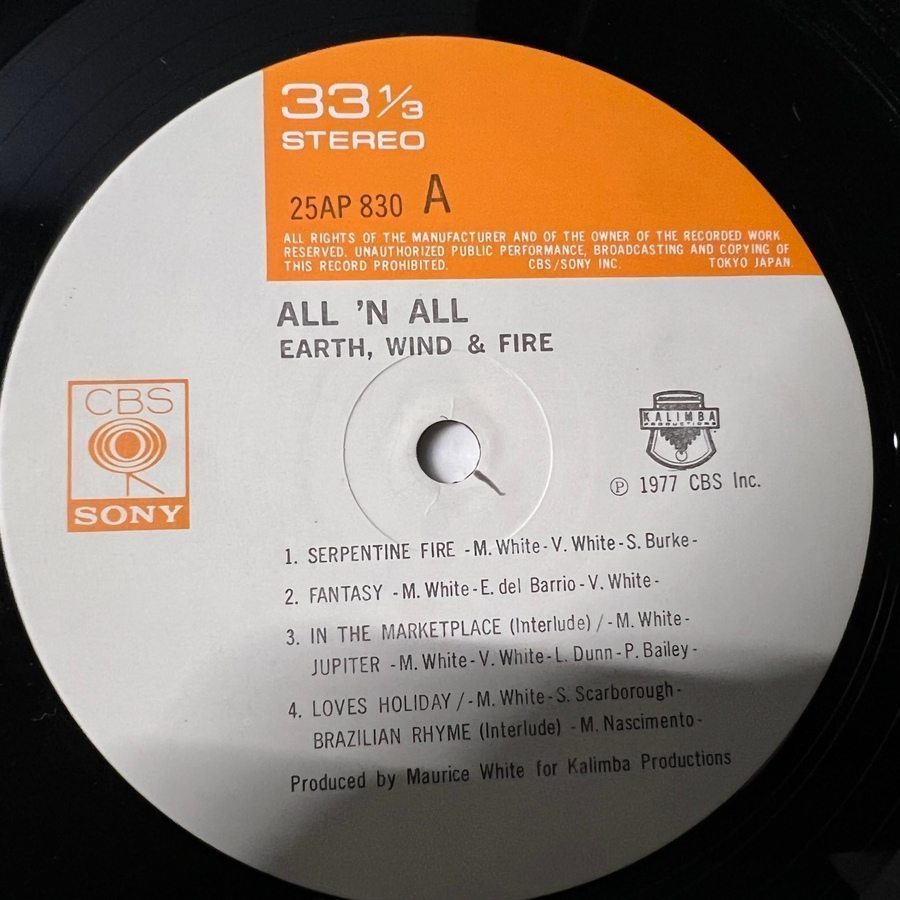 33 1/3
STEREO
25AP 830 A
ALL RIGHTS OF THE MANUFACTURER AND OF THE OWNER OF THE RECORDED WORK
RESERVED. UNAUTHORIZED PUBLIC PERFORMANCE, BROADCASTING AND COPYING OF
THIS RECORD PROHIBITED. CBS/SONY INC. TOKYO JAPAN.
ALL 'N ALL
EARTH, WIND & FIRE
CBS
SONY
KALIMBA
PRODUCTIONS
℗ 1977 CBS Inc.
1. SERPENTINE FIRE -M. White-V. White-S. Burke-
2. FANTASY -M. White-E. del Barrio-V. White-
3. IN THE MARKETPLACE (Interlude) /-M. White-
JUPITER -M. White-V. White-L. Dunn-P. Bailey-
4. LOVES HOLIDAY /-M. White-S. Scarborough-
BRAZILIAN RHYME (Interlude) -M. Nascimento-
Produced by Maurice White for Kalimba Productions